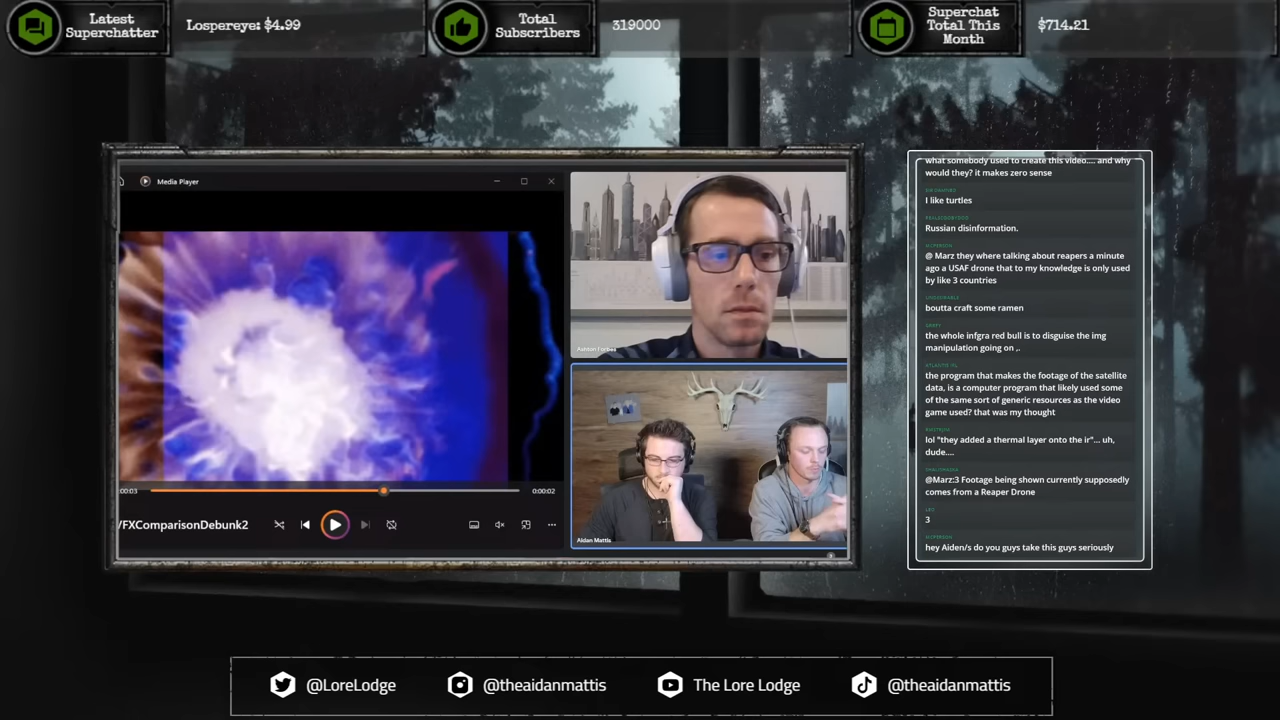 Latest
Superchatter
Lospereye: $4.99
Total
Subscribers
319000
Superchat
Total This
Month
$714.21
Media Player
00:03
0:00:02
VFXComparisonDebunk2
Ashton Forbes
Aidan Mattis
what somebody used to create this video.... and why
would they? it makes zero sense
I like turtles
Russian disinformation.
@ Marz they where talking about reapers a minute
ago a USAF drone that to my knowledge is only used
by like 3 countries
boutta craft some ramen
the whole infgra red bull is to disguise the img
manipulation going on ,.
the program that makes the footage of the satellite
data, is a computer program that likely used some
of the same sort of generic resources as the video
game used? that was my thought
lol "they added a thermal layer onto the ir"... uh,
dude....
@Marz:3 Footage being shown currently supposedly
comes from a Reaper Drone
3
hey Aiden/s do you guys take this guys seriously
@LoreLodge
@theaidanmattis
The Lore Lodge
@theaidanmattis